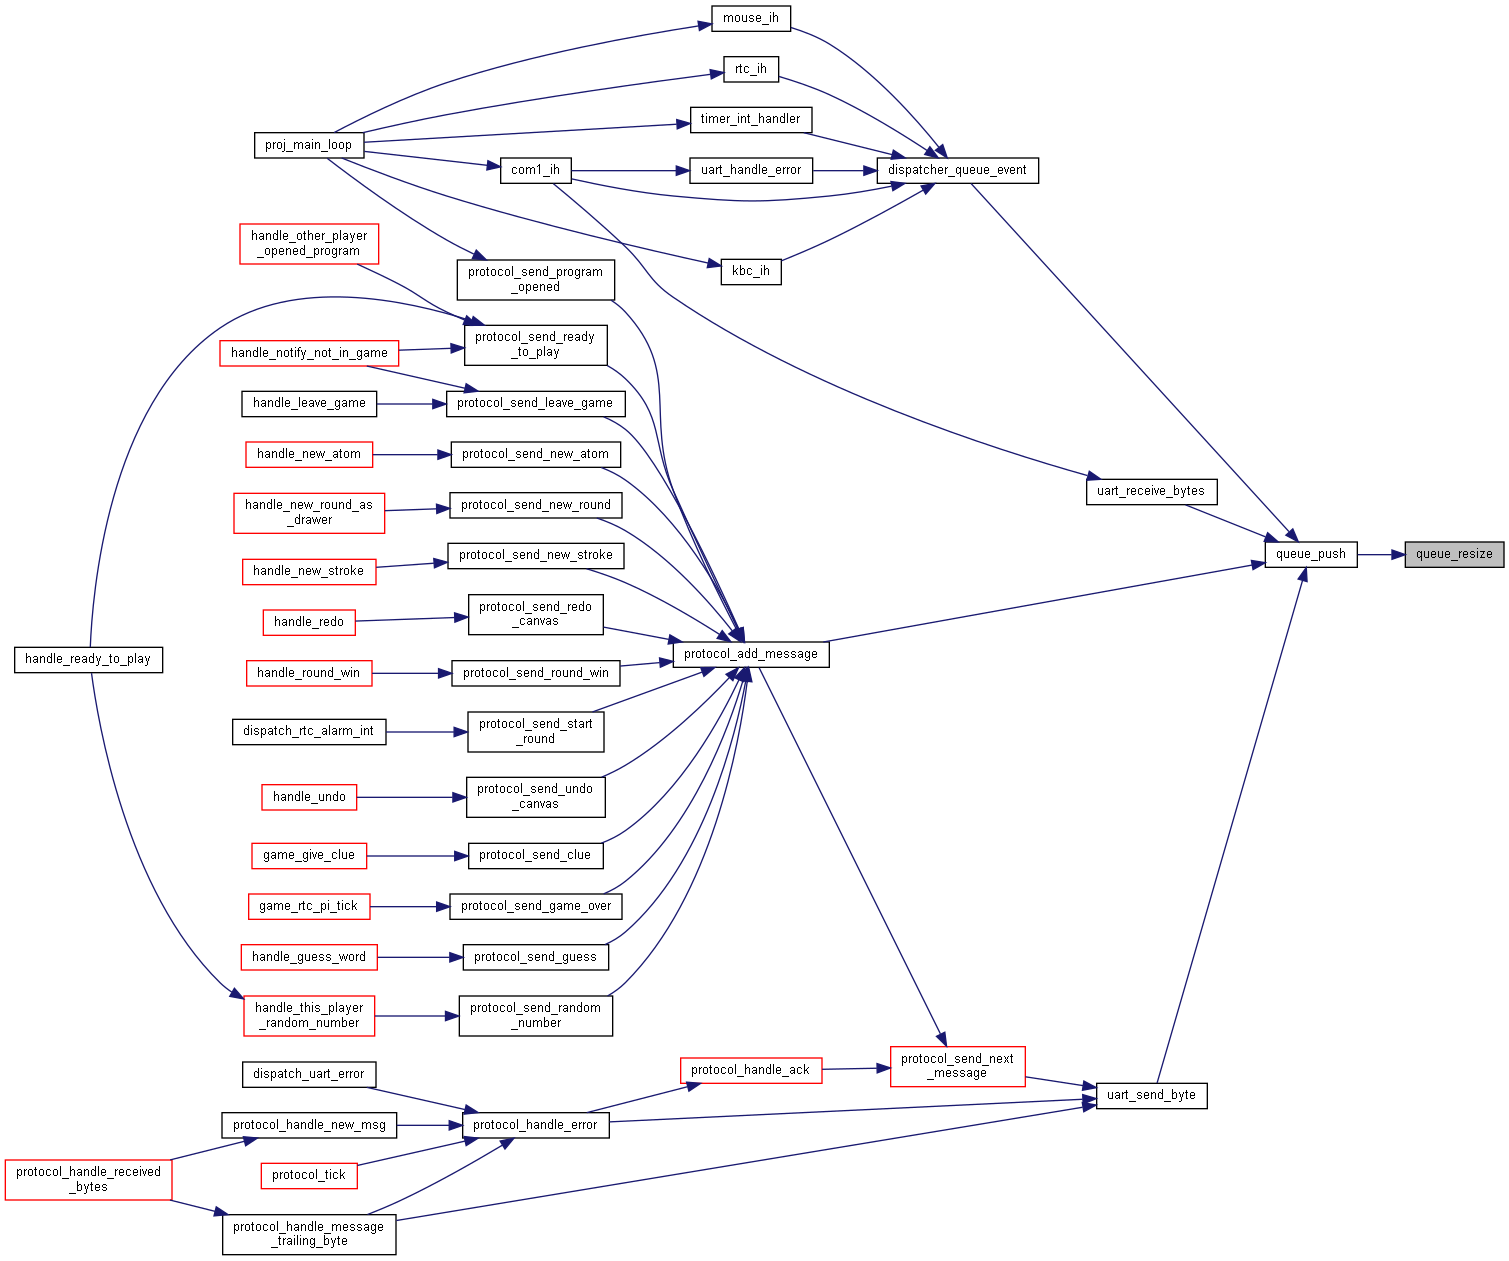 mouse_ih
rtc_ih
timer_int_handler
proj_main_loop
com1_ih
uart_handle_error
dispatcher_queue_event
handle_other_player
_opened_program
protocol_send_program
_opened
kbc_ih
protocol_send_ready
_to_play
handle_notify_not_in_game
handle_leave_game
protocol_send_leave_game
handle_new_atom
protocol_send_new_atom
uart_receive_bytes
handle_new_round_as
_drawer
protocol_send_new_round
queue_push
queue_resize
handle_new_stroke
protocol_send_new_stroke
handle_redo
protocol_send_redo
_canvas
handle_ready_to_play
protocol_add_message
handle_round_win
protocol_send_round_win
dispatch_rtc_alarm_int
protocol_send_start
_round
handle_undo
protocol_send_undo
_canvas
game_give_clue
protocol_send_clue
game_rtc_pi_tick
protocol_send_game_over
handle_guess_word
protocol_send_guess
handle_this_player
_random_number
protocol_send_random
_number
dispatch_uart_error
protocol_handle_ack
protocol_send_next
_message
uart_send_byte
protocol_handle_new_msg
protocol_handle_error
protocol_handle_received
_bytes
protocol_tick
protocol_handle_message
_trailing_byte